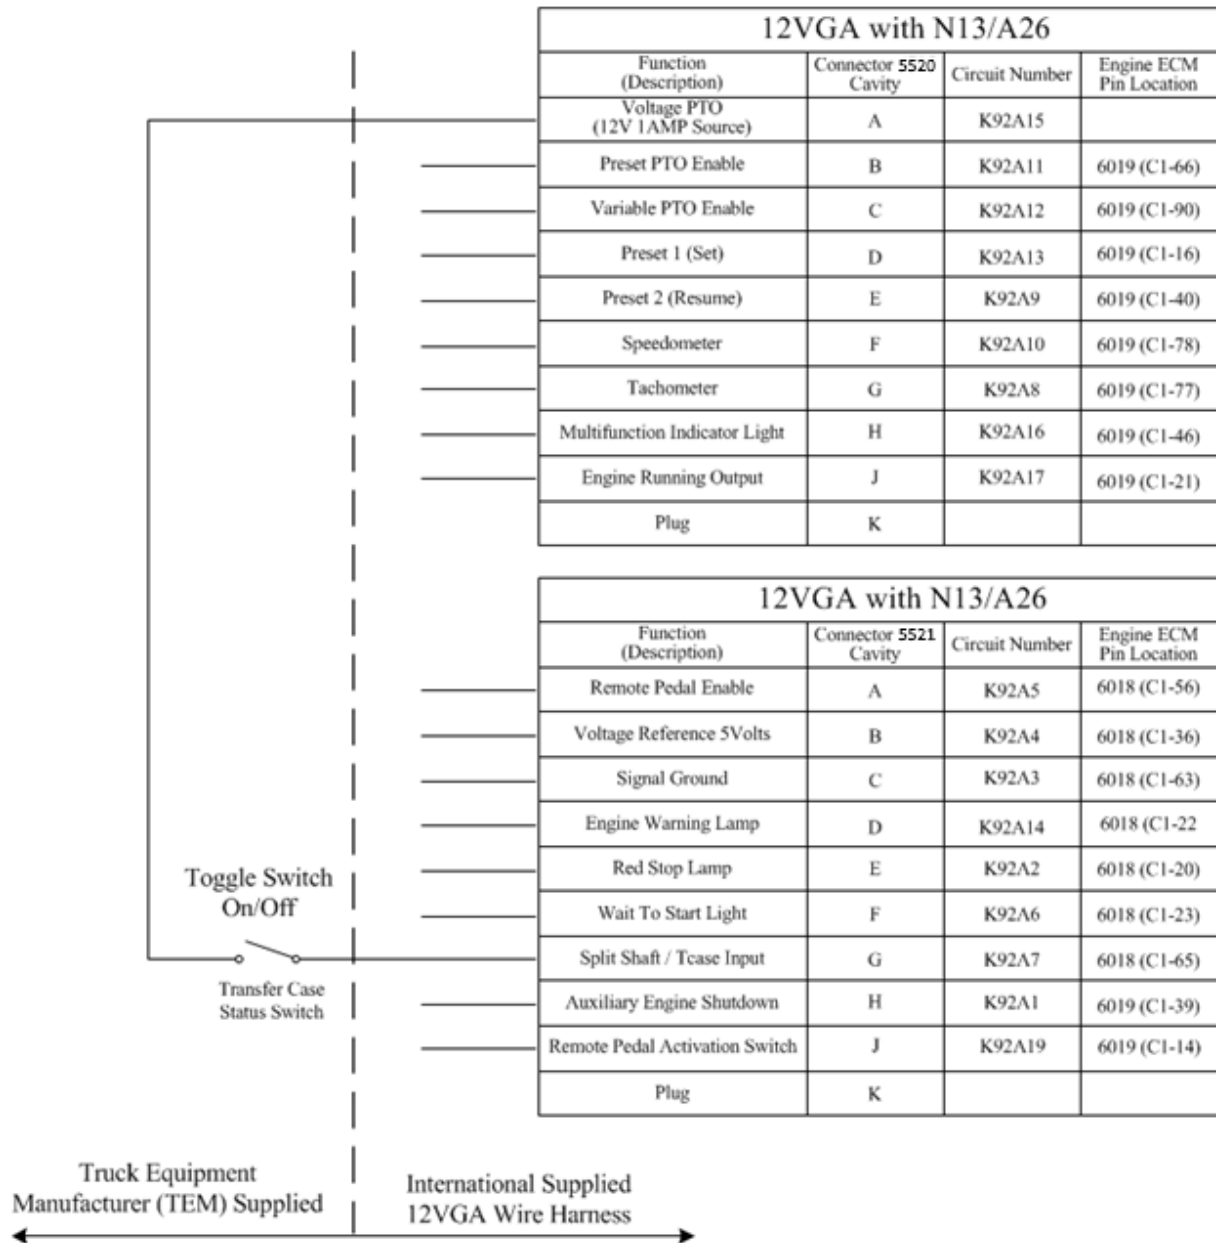 12VGA with N13/A26
Function
(Description)
Connector 5520
Cavity
Circuit Number
Engine ECM
Pin Location
Voltage PTO
(12V 1AMP Source)
A
K92A15
Preset PTO Enable
B
K92A11
6019 (C1-66)
Variable PTO Enable
C
K92A12
6019 (C1-90)
Preset 1 (Set)
D
K92A13
6019 (C1-16)
Preset 2 (Resume)
E
K92A9
6019 (C1-40)
Speedometer
F
K92A10
6019 (C1-78)
Tachometer
G
K92A8
6019 (C1-77)
Multifunction Indicator Light
H
K92A16
6019 (C1-46)
Engine Running Output
J
K92A17
6019 (C1-21)
Plug
K
12VGA with N13/A26
Function
(Description)
Connector 5521
Cavity
Circuit Number
Engine ECM
Pin Location
Remote Pedal Enable
A
K92A5
6018 (C1-56)
Voltage Reference 5Volts
B
K92A4
6018 (C1-36)
Signal Ground
C
K92A3
6018 (C1-63)
Engine Warning Lamp
D
K92A14
6018 (C1-22
Red Stop Lamp
E
K92A2
6018 (C1-20)
Wait To Start Light
F
K92A6
6018 (C1-23)
Split Shaft / Tcase Input
G
K92A7
6018 (C1-65)
Auxiliary Engine Shutdown
H
K92A1
6019 (C1-39)
Remote Pedal Activation Switch
J
K92A19
6019 (C1-14)
Plug
K
Toggle Switch
On/Off
Transfer Case
Status Switch
Truck Equipment
Manufacturer (TEM) Supplied
International Supplied
12VGA Wire Harness